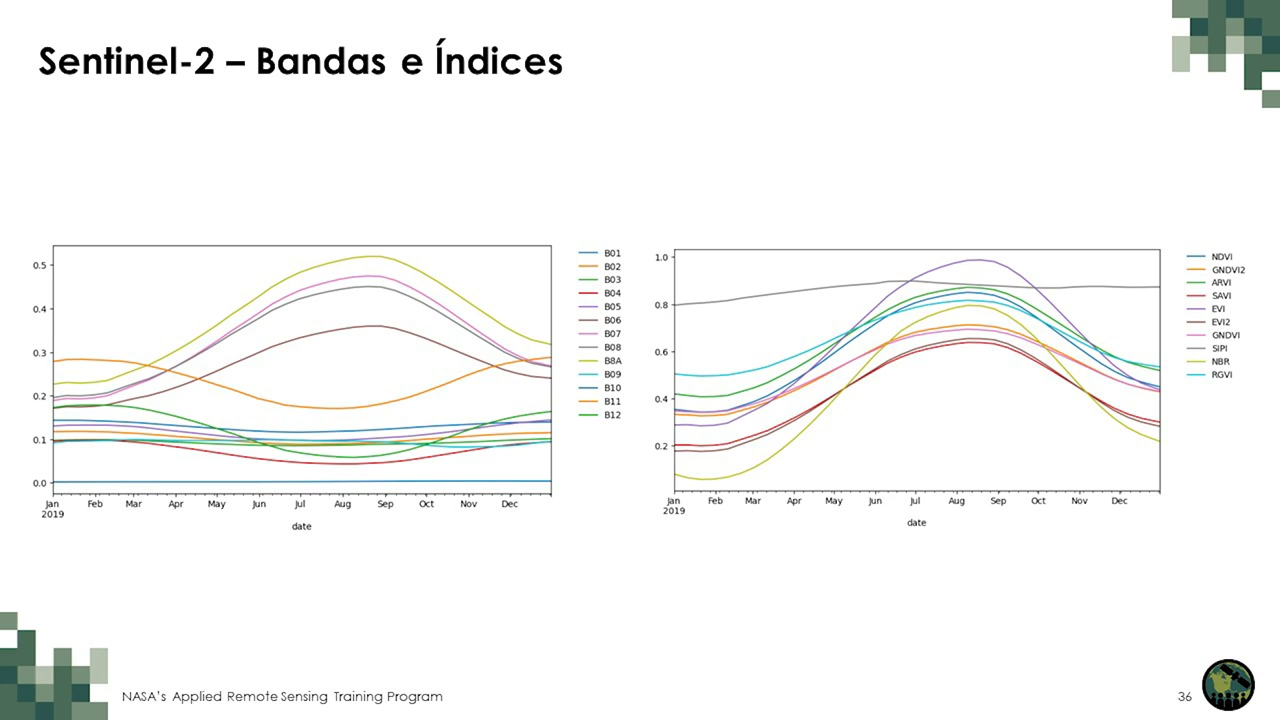 Sentinel-2 – Bandas e Índices
0.5
0.4
0.3
0.2
0.1
0.0
Jan Feb Mar Apr May Jun Jul Aug Sep Oct Nov Dec
2019
date
B01
B02
B03
B04
B05
B06
B07
B08
B8A
B09
B10
B11
B12
1.0
0.8
0.6
0.4
0.2
Jan Feb Mar Apr May Jun Jul Aug Sep Oct Nov Dec
2019
date
NDVI
GNDVI2
ARVI
SAVI
EVI
EVI2
GNDVI
SIPI
NBR
RGVI
NASA's Applied Remote Sensing Training Program
36